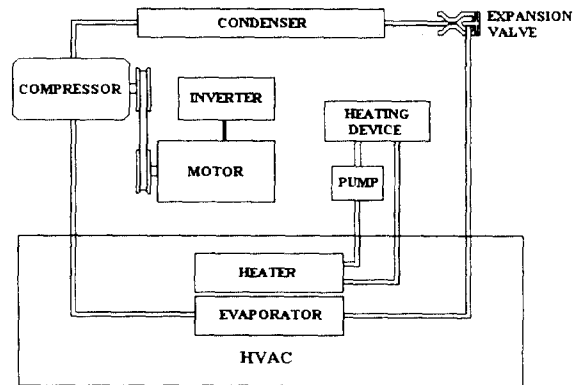 CONDENSER
EXPANSION
VALVE
COMPRESSOR
INVERTER
HEATING
DEVICE
MOTOR
PUMP
HEATER
EVAPORATOR
HVAC